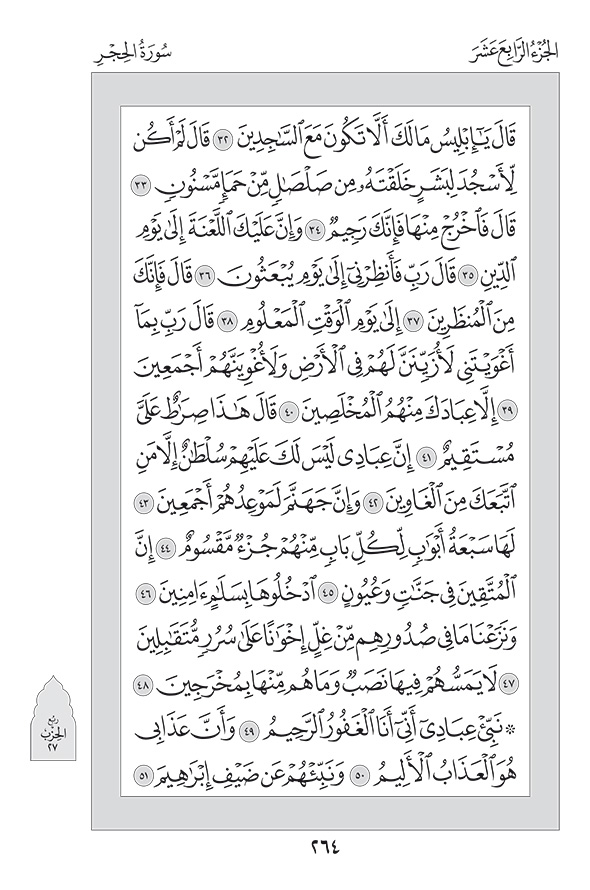 الجُزْءُ الرَّابِعَ عَشَرَ
سُورَةُ الحِجْرِ
قَالَ يَٰٓإِبْلِيسُ مَالَكَ أَلَّا تَكُونَ مَعَ ٱلسَّٰجِدِينَ ٣٢ قَالَ لَمْ أَكُن
لِّأَسْجُدَ لِبَشَرٍ خَلَقْتَهُۥ مِن صَلْصَٰلٍ مِّنْ حَمَإٍ مَّسْنُونٍ ٣٣
قَالَ فَٱخْرُجْ مِنْهَا فَإِنَّكَ رَجِيمٌ ٣٤ وَإِنَّ عَلَيْكَ ٱللَّعْنَةَ إِلَىٰ يَوْمِ
ٱلدِّينِ ٣٥ قَالَ رَبِّ فَأَنظِرْنِىٓ إِلَىٰ يَوْمِ يُبْعَثُونَ ٣٦ قَالَ فَإِنَّكَ
مِنَ ٱلْمُنظَرِينَ ٣٧ إِلَىٰ يَوْمِ ٱلْوَقْتِ ٱلْمَعْلُومِ ٣٨ قَالَ رَبِّ بِمَآ
أَغْوَيْتَنِى لَأُزَيِّنَنَّ لَهُمْ فِى ٱلْأَرْضِ وَلَأُغْوِيَنَّهُمْ أَجْمَعِينَ
٣٩ إِلَّا عِبَادَكَ مِنْهُمُ ٱلْمُخْلَصِينَ ٤٠ قَالَ هَٰذَا صِرَٰطٌ عَلَىَّ
مُسْتَقِيمٌ ٤١ إِنَّ عِبَادِى لَيْسَ لَكَ عَلَيْهِمْ سُلْطَٰنٌ إِلَّا مَنِ
ٱتَّبَعَكَ مِنَ ٱلْغَاوِينَ ٤٢ وَإِنَّ جَهَنَّمَ لَمَوْعِدُهُمْ أَجْمَعِينَ ٤٣
لَهَا سَبْعَةُ أَبْوَٰبٍ لِّكُلِّ بَابٍ مِّنْهُمْ جُزْءٌ مَّقْسُومٌ ٤٤ إِنَّ
ٱلْمُتَّقِينَ فِى جَنَّٰتٍ وَعُيُونٍ ٤٥ ٱدْخُلُوهَا بِسَلَٰمٍ ءَامِنِينَ ٤٦
وَنَزَعْنَا مَا فِى صُدُورِهِم مِّنْ غِلٍّ إِخْوَٰنًا عَلَىٰ سُرُرٍ مُّتَقَٰبِلِينَ
٤٧ لَا يَمَسُّهُمْ فِيهَا نَصَبٌ وَمَا هُم مِّنْهَا بِمُخْرَجِينَ ٤٨
۞ نَبِّئْ عِبَادِىٓ أَنِّىٓ أَنَا ٱلْغَفُورُ ٱلرَّحِيمُ ٤٩ وَأَنَّ عَذَابِى
هُوَ ٱلْعَذَابُ ٱلْأَلِيمُ ٥٠ وَنَبِّئْهُمْ عَن ضَيْفِ إِبْرَٰهِيمَ ٥١
ربع
الحِزْبِ
٢٧
٢٦٤